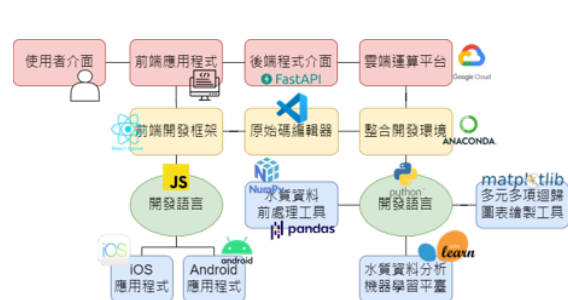 使用者介面
前端應用程式
後端程式介面
FastAPI
雲端運算平台
Google Cloud
前端開發框架
原始碼編輯器
整合開發環境
ANACONDA
JS
開發語言
NumPy
水質資料
前處理工具
pandas
python
開發語言
matplotlib
多元多項迴歸
圖表繪製工具
iOS
iOS
應用程式
android
Android
應用程式
learn
水質資料分析
機器學習平臺